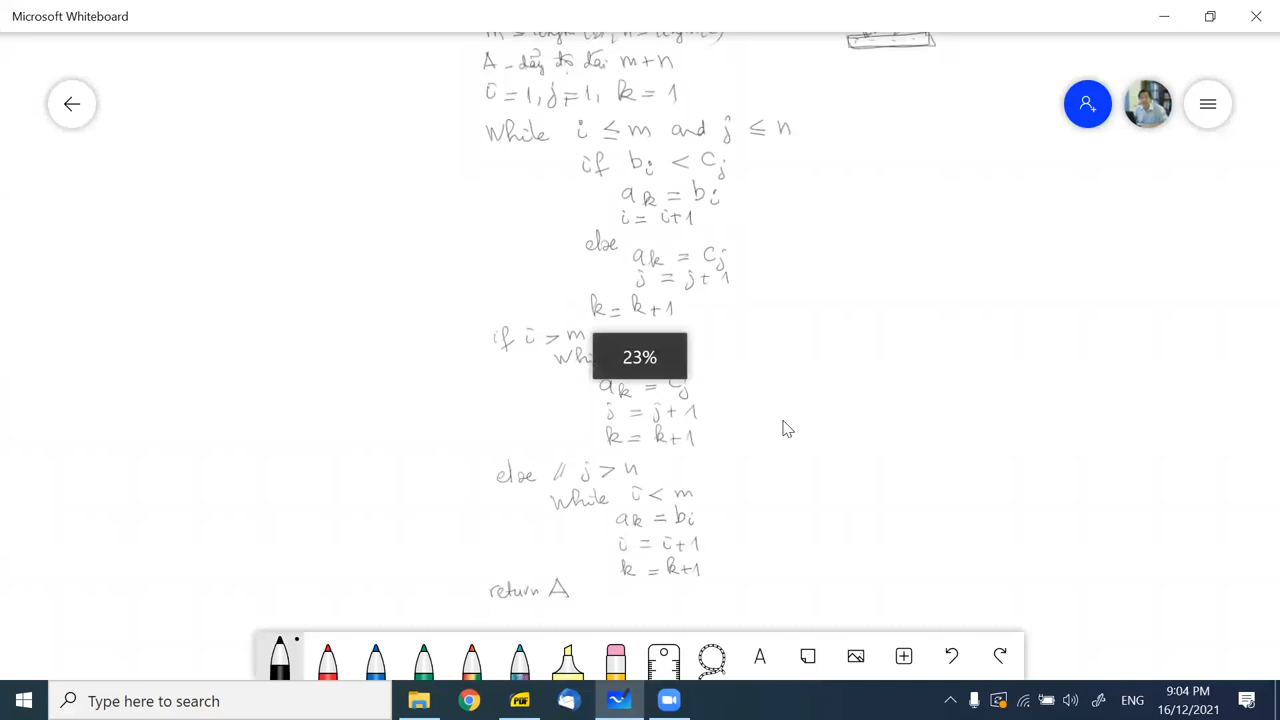 Microsoft Whiteboard
A - dãy độ dài m+n
i = 1, j = 1, k = 1
While i ≤ m and j ≤ n
if bi < cj
ak = bi
i = i+1
else
ak = cj
j = j+1
k = k+1
if i > m
23%
ak = cj
j = j+1
k = k+1
else // j > n
While i < m
ak = bi
i = i+1
k = k+1
return A
A
PDF
Type here to search
ENG
9:04 PM
16/12/2021